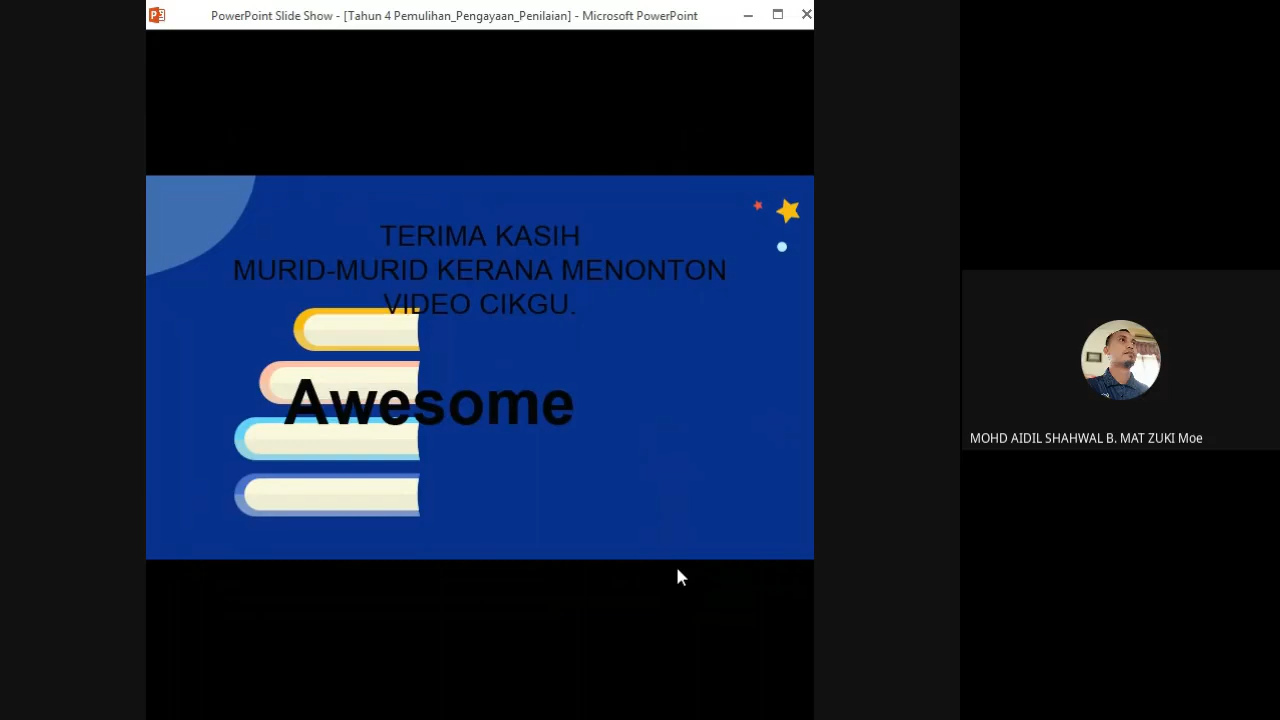 PowerPoint Slide Show - [Tahun 4 Pemulihan_Pengayaan_Penilaian] - Microsoft PowerPoint
TERIMA KASIH
MURID-MURID KERANA MENONTON
VIDEO CIKGU.
Awesome
MOHD AIDIL SHAHWAL B. MAT ZUKI Moe